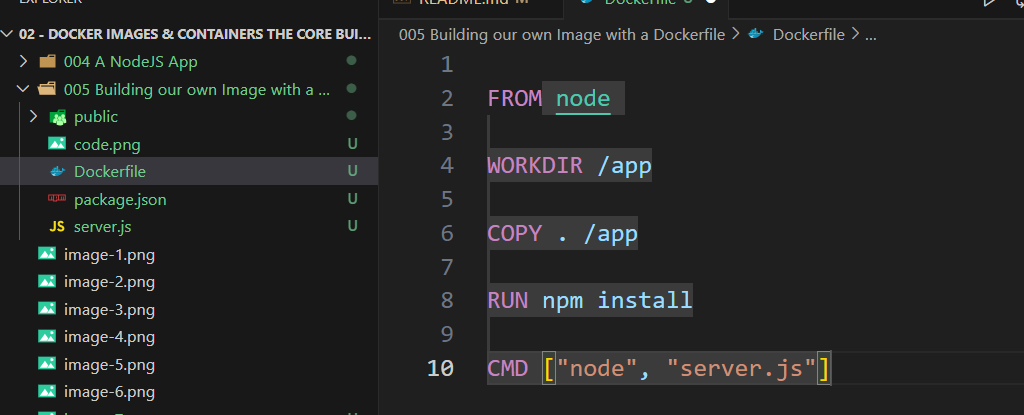 EXPLORER
02 - DOCKER IMAGES & CONTAINERS THE CORE BUI...
004 A NodeJS App
005 Building our own Image with a ...
public
code.png U
Dockerfile U
package.json U
JS server.js U
image-1.png
image-2.png
image-3.png
image-4.png
image-5.png
image-6.png
README.md M
Dockerfile U
005 Building our own Image with a Dockerfile > Dockerfile > ...
1
2 FROM node
3
4 WORKDIR /app
5
6 COPY . /app
7
8 RUN npm install
9
10 CMD ["node", "server.js"]